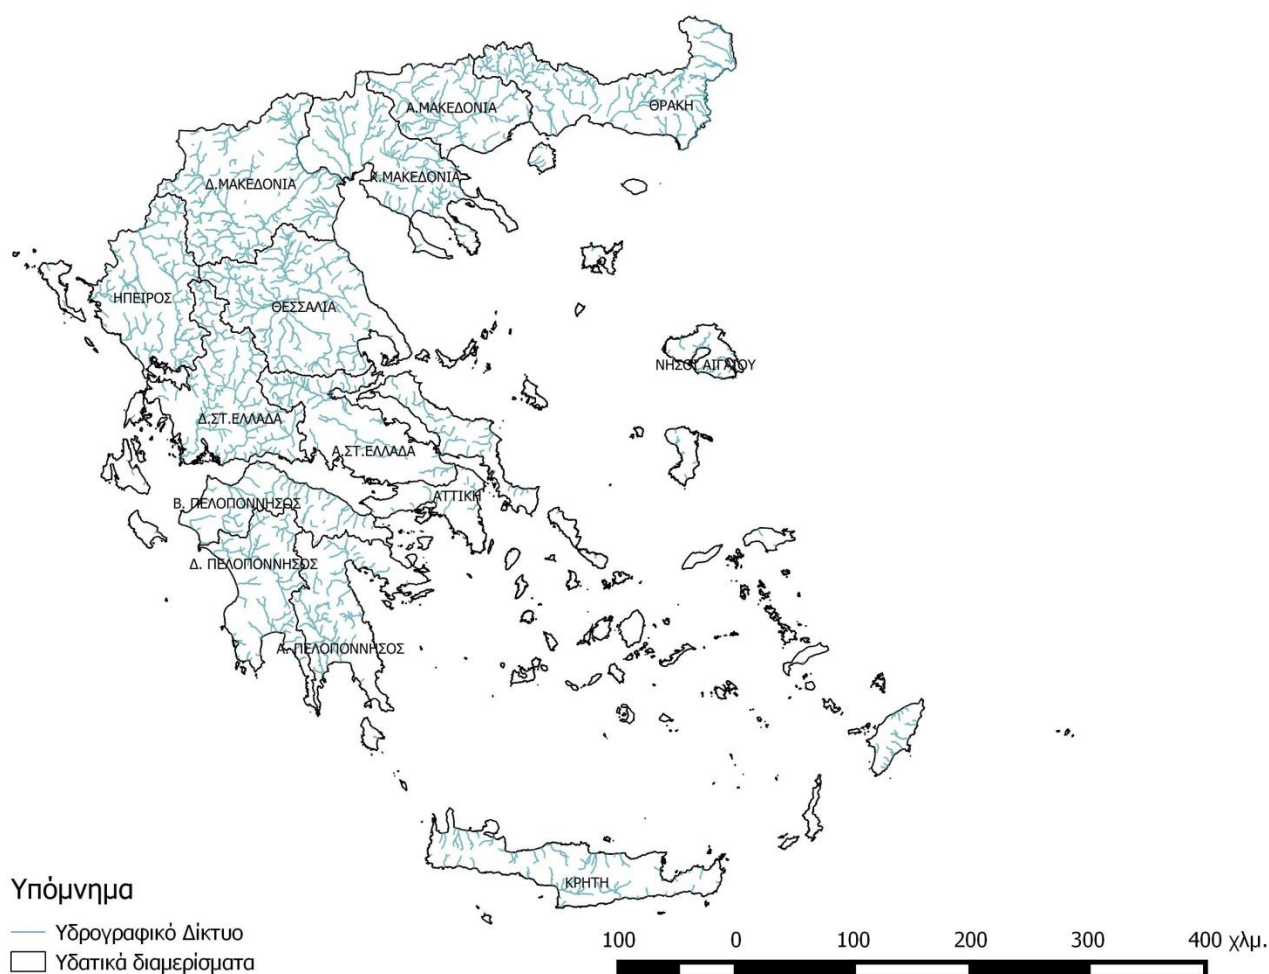 ΘΡΑΚΗ
Α.ΜΑΚΕΔΟΝΙΑ
Κ.ΜΑΚΕΔΟΝΙΑ
Δ.ΜΑΚΕΔΟΝΙΑ
ΗΠΕΙΡΟΣ
ΘΕΣΣΑΛΙΑ
ΝΗΣΟΙ ΑΙΓΑΙΟΥ
Δ.ΣΤ.ΕΛΛΑΔΑ
Α.ΣΤ.ΕΛΛΑΔΑ
ΑΤΤΙΚΗ
Β. ΠΕΛΟΠΟΝΝΗΣΟΣ
Δ. ΠΕΛΟΠΟΝΝΗΣΟΣ
Α. ΠΕΛΟΠΟΝΝΗΣΟΣ
ΚΡΗΤΗ
Υπόμνημα
Υδρογραφικό Δίκτυο
Υδατικά διαμερίσματα
100 0 100 200 300 400 χλμ.